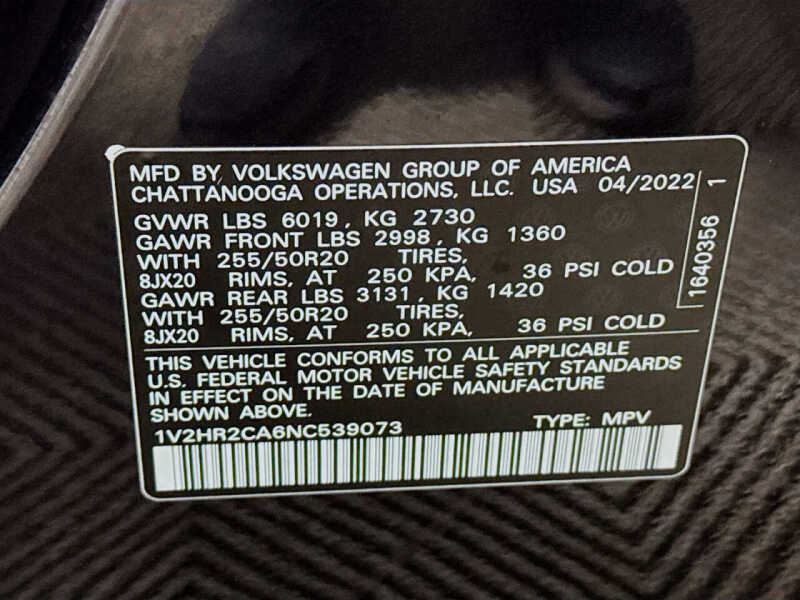 MFD BY, VOLKSWAGEN GROUP OF AMERICA
CHATTANOOGA OPERATIONS, LLC. USA 04/2022
GVWR LBS 6019, KG 2730
GAWR FRONT LBS 2998, KG 1360
WITH 255/50R20 TIRES,
8JX20 RIMS, AT 250 KPA, 36 PSI COLD
GAWR REAR LBS 3131, KG 1420
WITH 255/50R20 TIRES,
8JX20 RIMS, AT 250 KPA, 36 PSI COLD
1640356 1
THIS VEHICLE CONFORMS TO ALL APPLICABLE
U.S. FEDERAL MOTOR VEHICLE SAFETY STANDARDS
IN EFFECT ON THE DATE OF MANUFACTURE
SHOWN ABOVE
1V2HR2CA6NC539073 TYPE: MPV